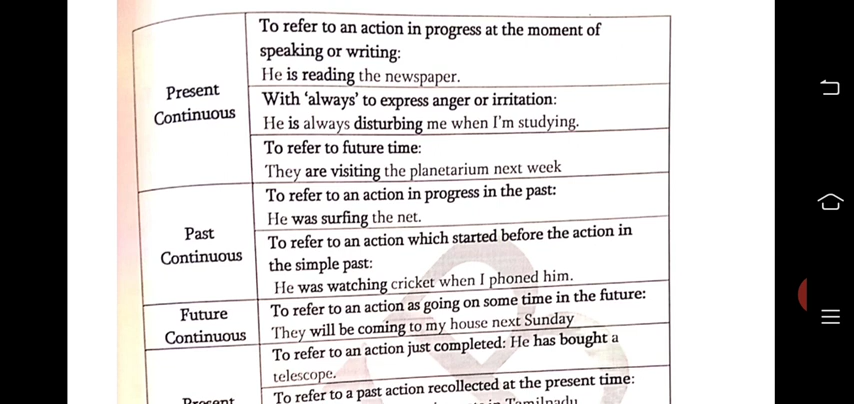 To refer to an action in progress at the moment of
speaking or writing:
He is reading the newspaper.
Present
Continuous
With ‘always’ to express anger or irritation:
He is always disturbing me when I’m studying.
To refer to future time:
They are visiting the planetarium next week
To refer to an action in progress in the past:
He was surfing the net.
Past
Continuous
To refer to an action which started before the action in
the simple past:
He was watching cricket when I phoned him.
Future
Continuous
To refer to an action as going on some time in the future:
They will be coming to my house next Sunday
To refer to an action just completed: He has bought a
telescope.
Present
To refer to a past action recollected at the present time:
in Tamilnadu